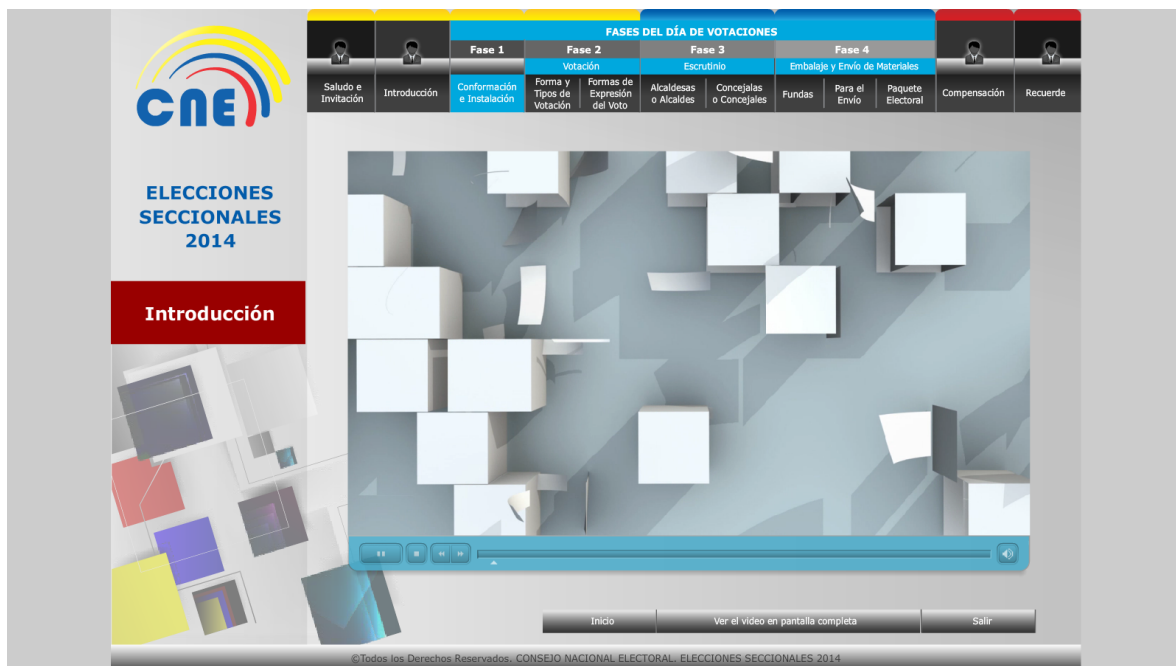 CNE
ELECCIONES
SECCIONALES
2014
Introducción
FASES DEL DÍA DE VOTACIONES
Fase 1
Fase 2
Fase 3
Fase 4
Votación
Escrutinio
Embalaje y Envío de Materiales
Saludo e
Invitación
Introducción
Conformación
e Instalación
Forma y
Tipos de
Votación
Formas de
Expresión
del Voto
Alcaldesas
o Alcaldes
Concejalas
o Concejales
Fundas
Para el
Envío
Paquete
Electoral
Compensación
Recuerde
Inicio
Ver el video en pantalla completa
Salir
©Todos los Derechos Reservados. CONSEJO NACIONAL ELECTORAL. ELECCIONES SECCIONALES 2014